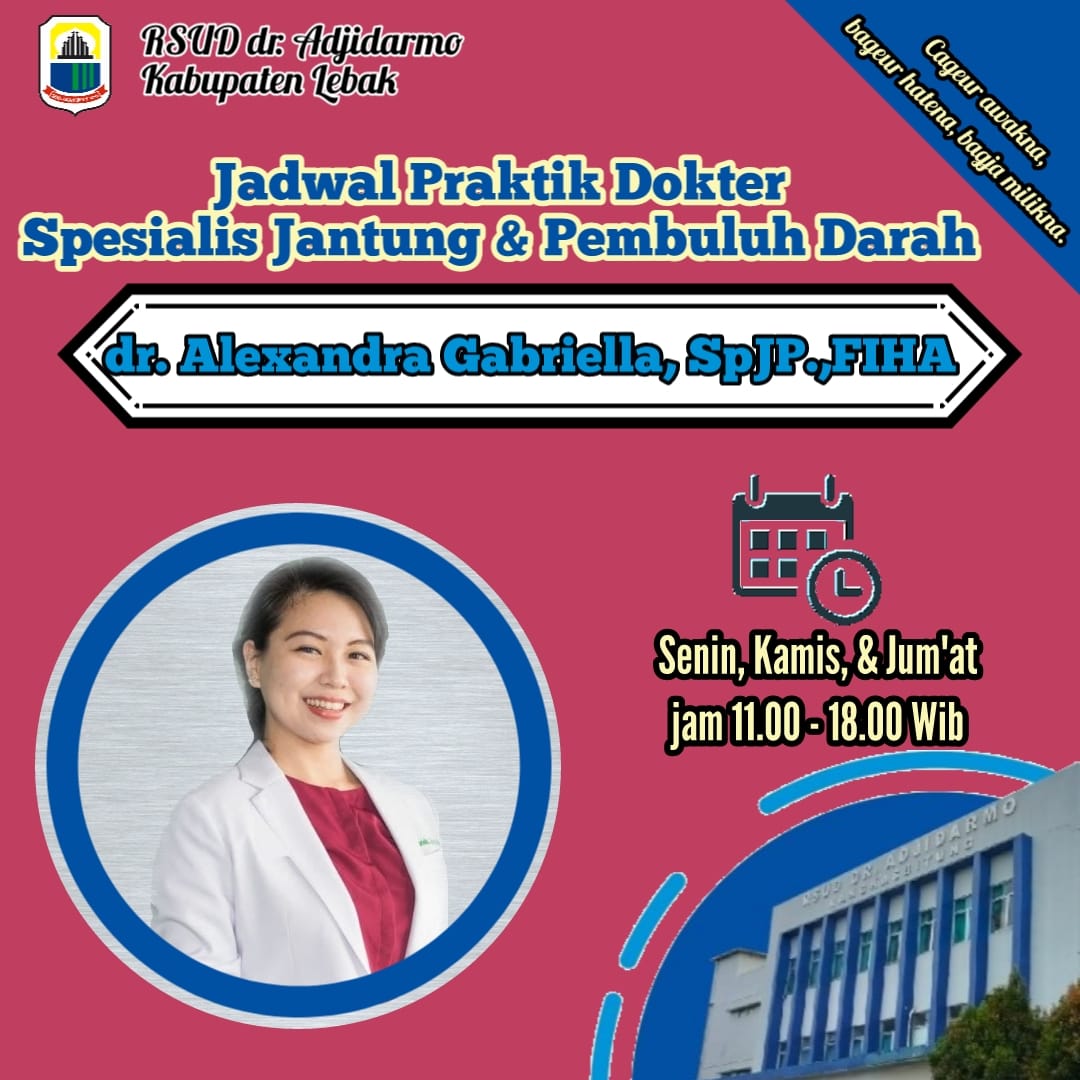 RSUD dr. Adjidarmo
Kabupaten Lebak
Cageur awakna,
bageur hatena, bagja milikna.
Jadwal Praktik Dokter
Spesialis Jantung & Pembuluh Darah
dr. Alexandra Gabriella, SpJP.,FIHA
Senin, Kamis, & Jum'at
jam 11.00 - 18.00 Wib
RSUD DR. ADJIDARMO
RANGKASBITUNG